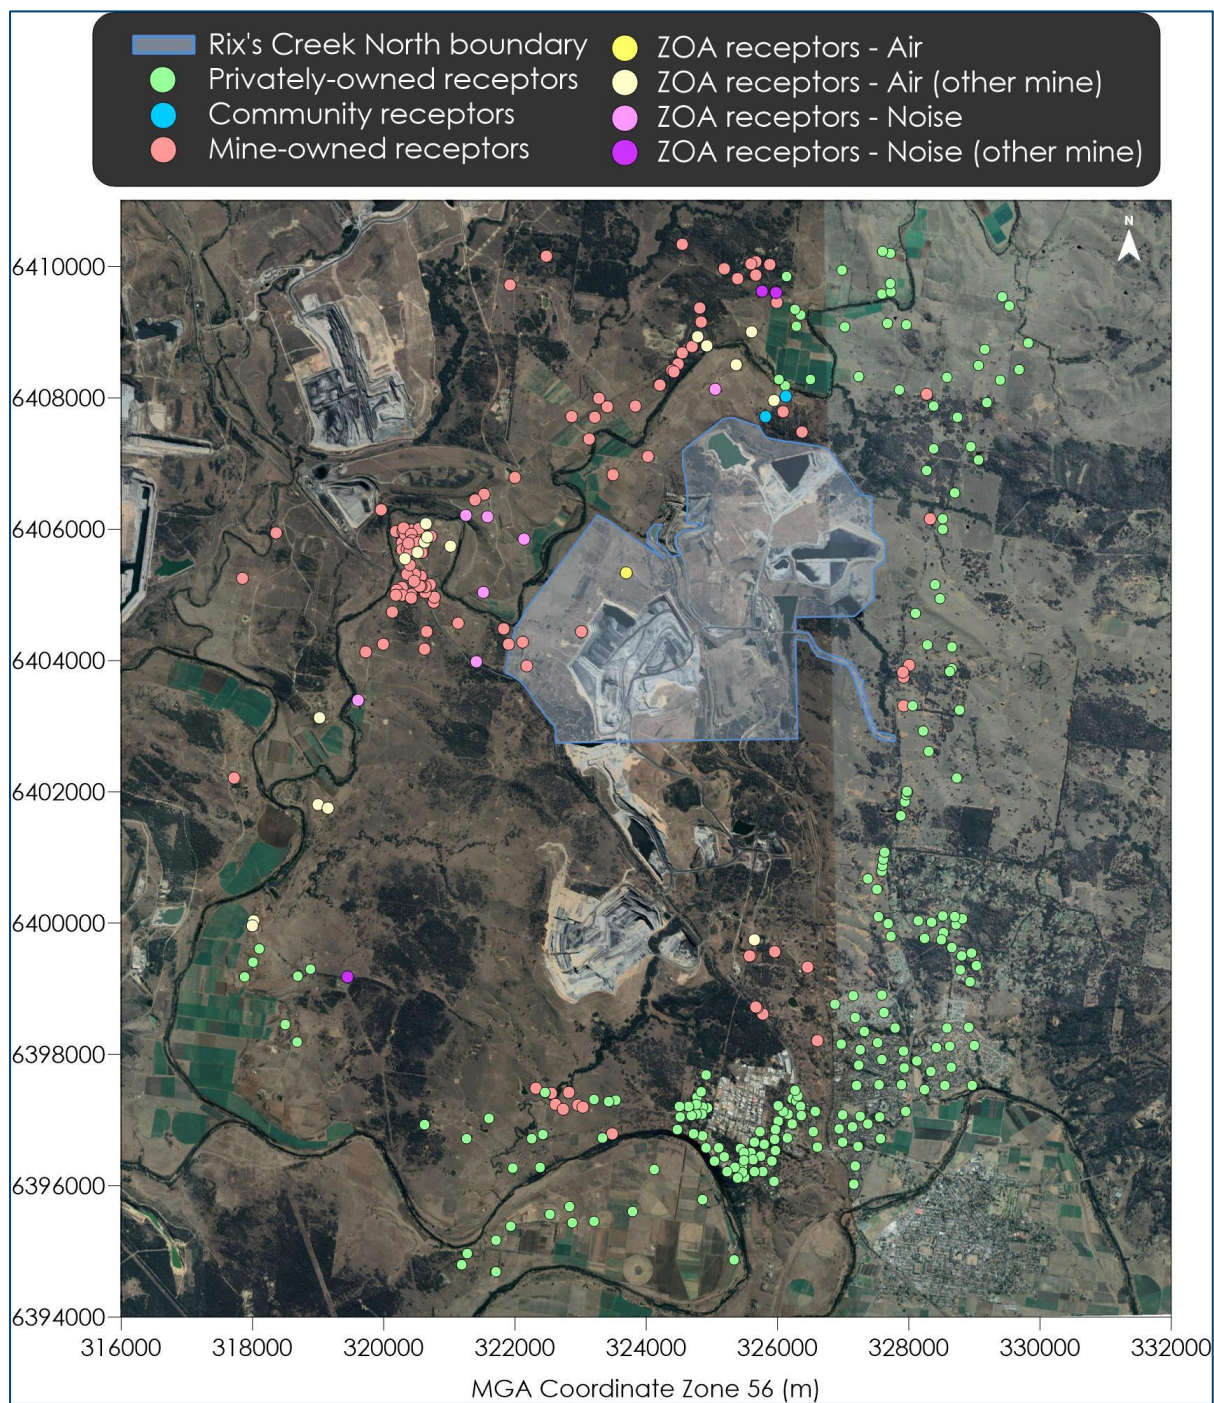 Rix's Creek North boundary
Privately-owned receptors
Community receptors
Mine-owned receptors
ZOA receptors - Air
ZOA receptors - Air (other mine)
ZOA receptors - Noise
ZOA receptors - Noise (other mine)
N
6410000
6408000
6406000
6404000
6402000
6400000
6398000
6396000
6394000
316000 318000 320000 322000 324000 326000 328000 330000 332000
MGA Coordinate Zone 56 (m)